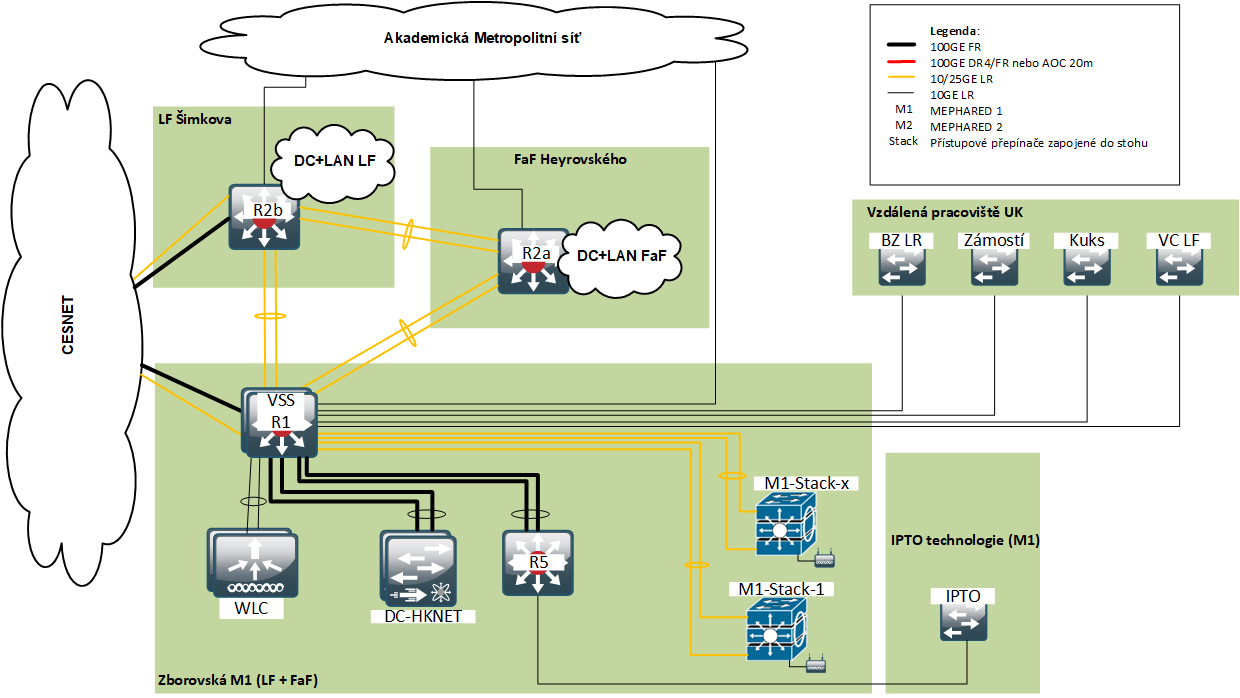 Akademická Metropolitní síť
Legenda:
100GE FR
100GE DR4/FR nebo AOC 20m
10/25GE LR
10GE LR
M1 MEPHARED 1
M2 MEPHARED 2
Stack Přístupové přepínače zapojené do stohu
LF Šimkova
DC+LAN LF
R2b
FaF Heyrovského
R2a
DC+LAN FaF
Vzdálená pracoviště UK
BZ LR
Zámostí
Kuks
VC LF
CESNET
VSS
R1
M1-Stack-x
R5
WLC
DC-HKNET
M1-Stack-1
IPTO technologie (M1)
IPTO
Zborovská M1 (LF + FaF)